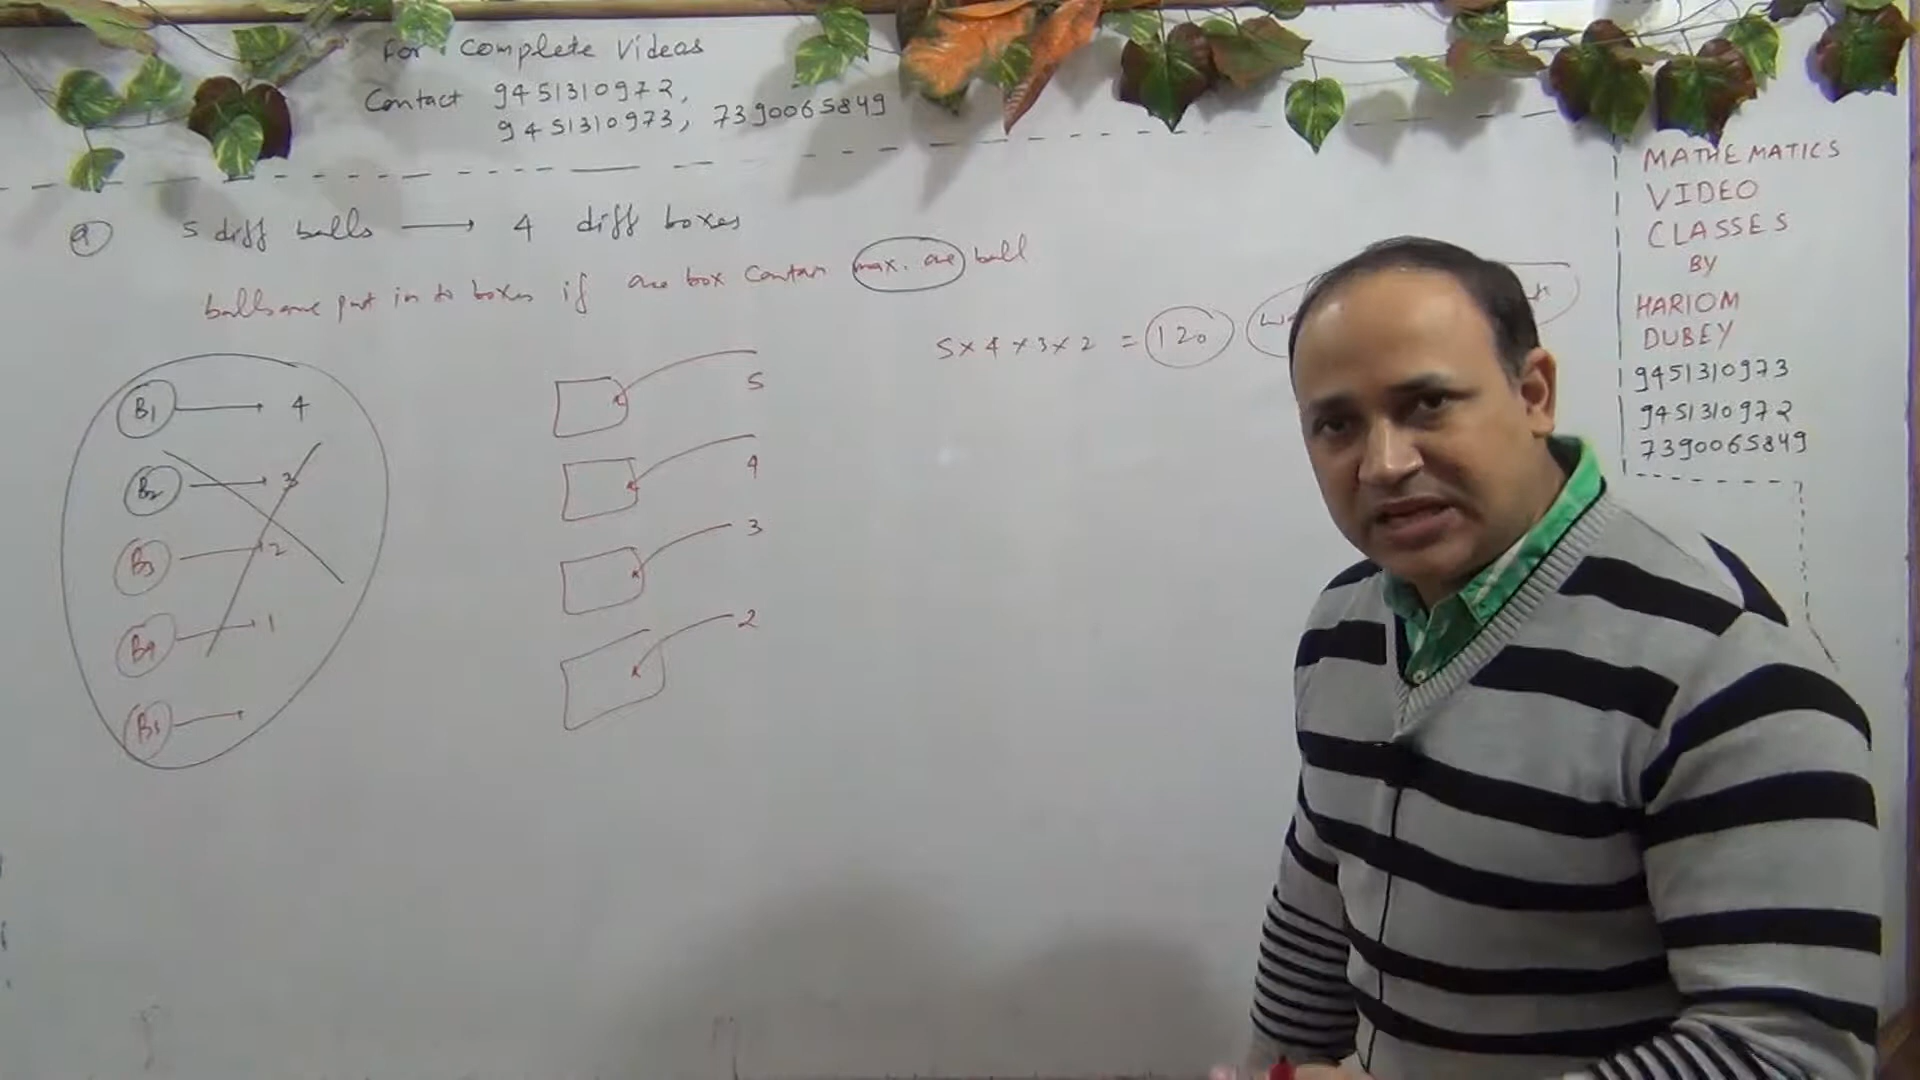 For : Complete Videos
Contact 9451310972,
9451310973, 7390065849
MATHEMATICS
VIDEO
CLASSES
BY
HARIOM
DUBEY
9451310973
9451310972
7390065849
Q 5 diff balls → 4 diff boxes
balls are put in to boxes if one box contain max. one ball
5 × 4 × 3 × 2 = 120
B1 → 4
B2 → 3
B3 → 2
B4 → 1
B5 →
5
4
3
2